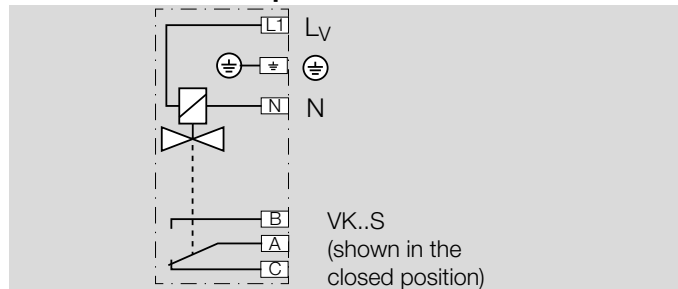 L1 LV
N N
B VK..S
A (shown in the
C closed position)